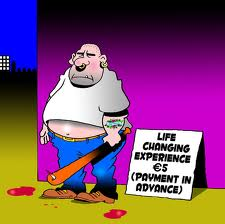 LIFE
CHANGING
EXPERIENCE
€5
(PAYMENT IN
ADVANCE)